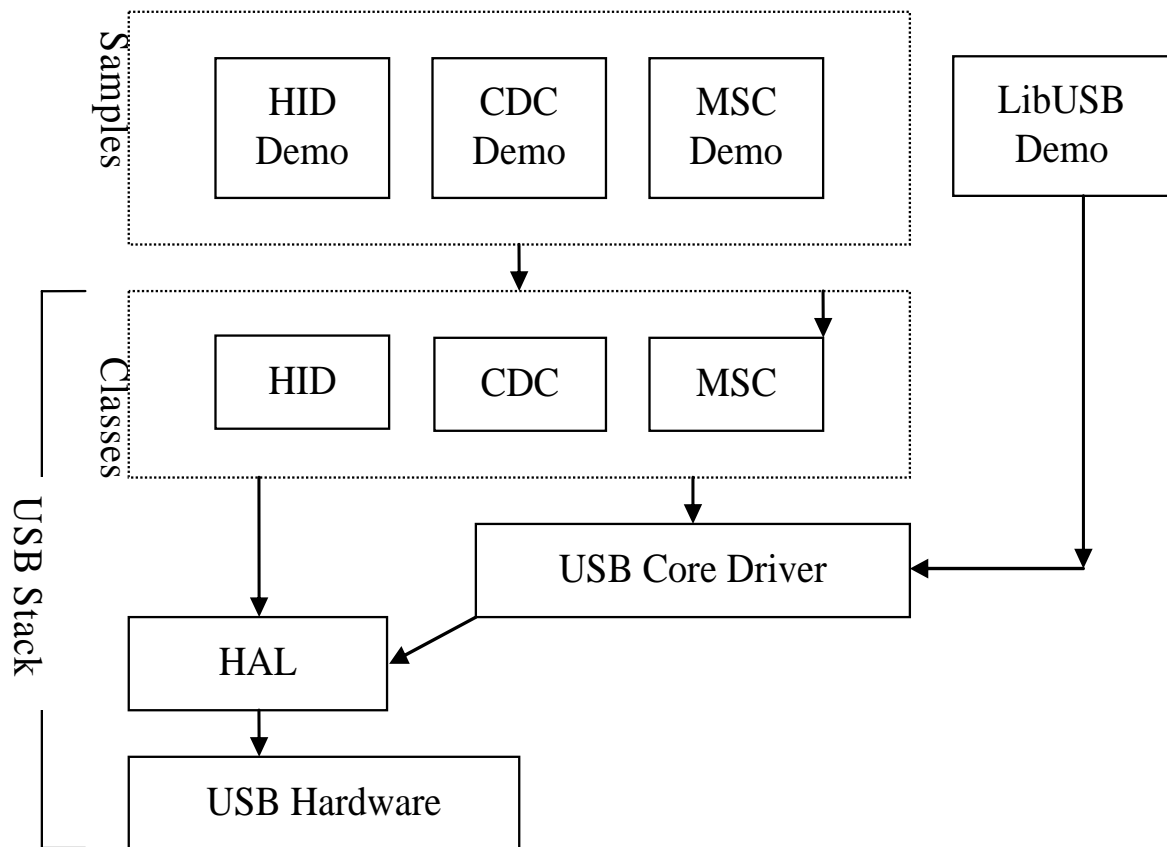 Samples
HID
Demo
CDC
Demo
MSC
Demo
LibUSB
Demo
Classes
HID
CDC
MSC
USB Stack
USB Core Driver
HAL
USB Hardware